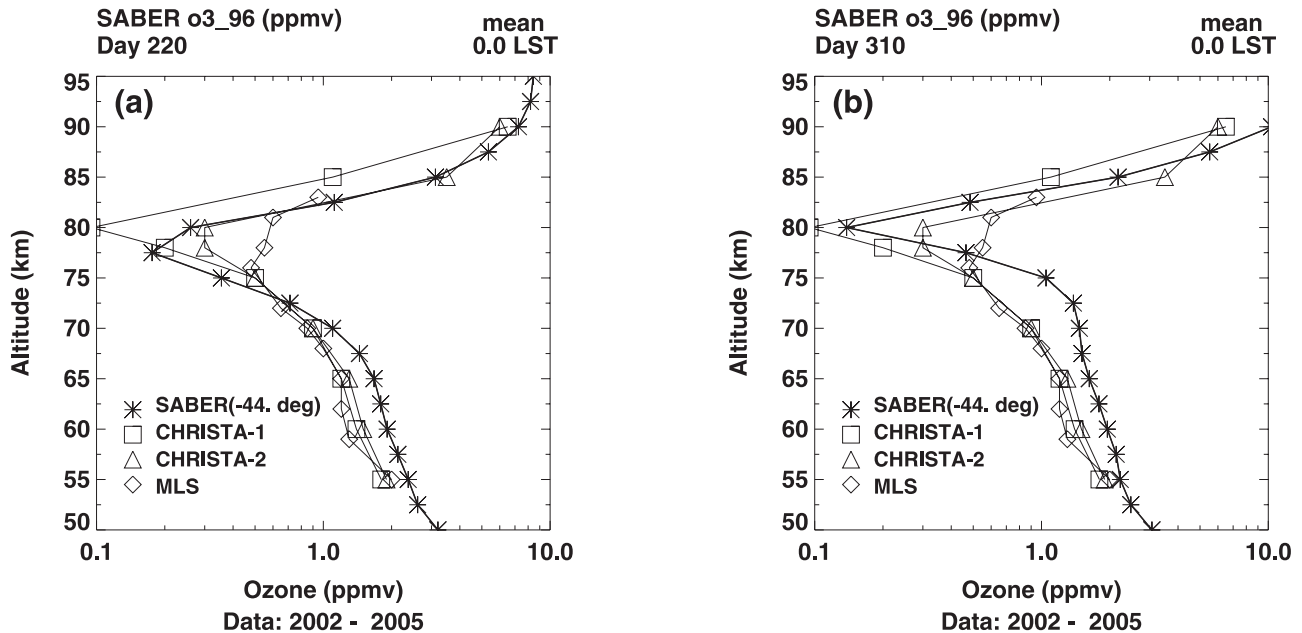 SABER o3_96 (ppmv)
mean
Day 220
0.0 LST
(a)
95
90
85
80
75
70
65
60
55
50
Altitude (km)
SABER(-44. deg)
CHRISTA-1
CHRISTA-2
MLS
0.1
1.0
10.0
Ozone (ppmv)
Data: 2002 - 2005
SABER o3_96 (ppmv)
mean
Day 310
0.0 LST
(b)
95
90
85
80
75
70
65
60
55
50
Altitude (km)
SABER(-44. deg)
CHRISTA-1
CHRISTA-2
MLS
0.1
1.0
10.0
Ozone (ppmv)
Data: 2002 - 2005